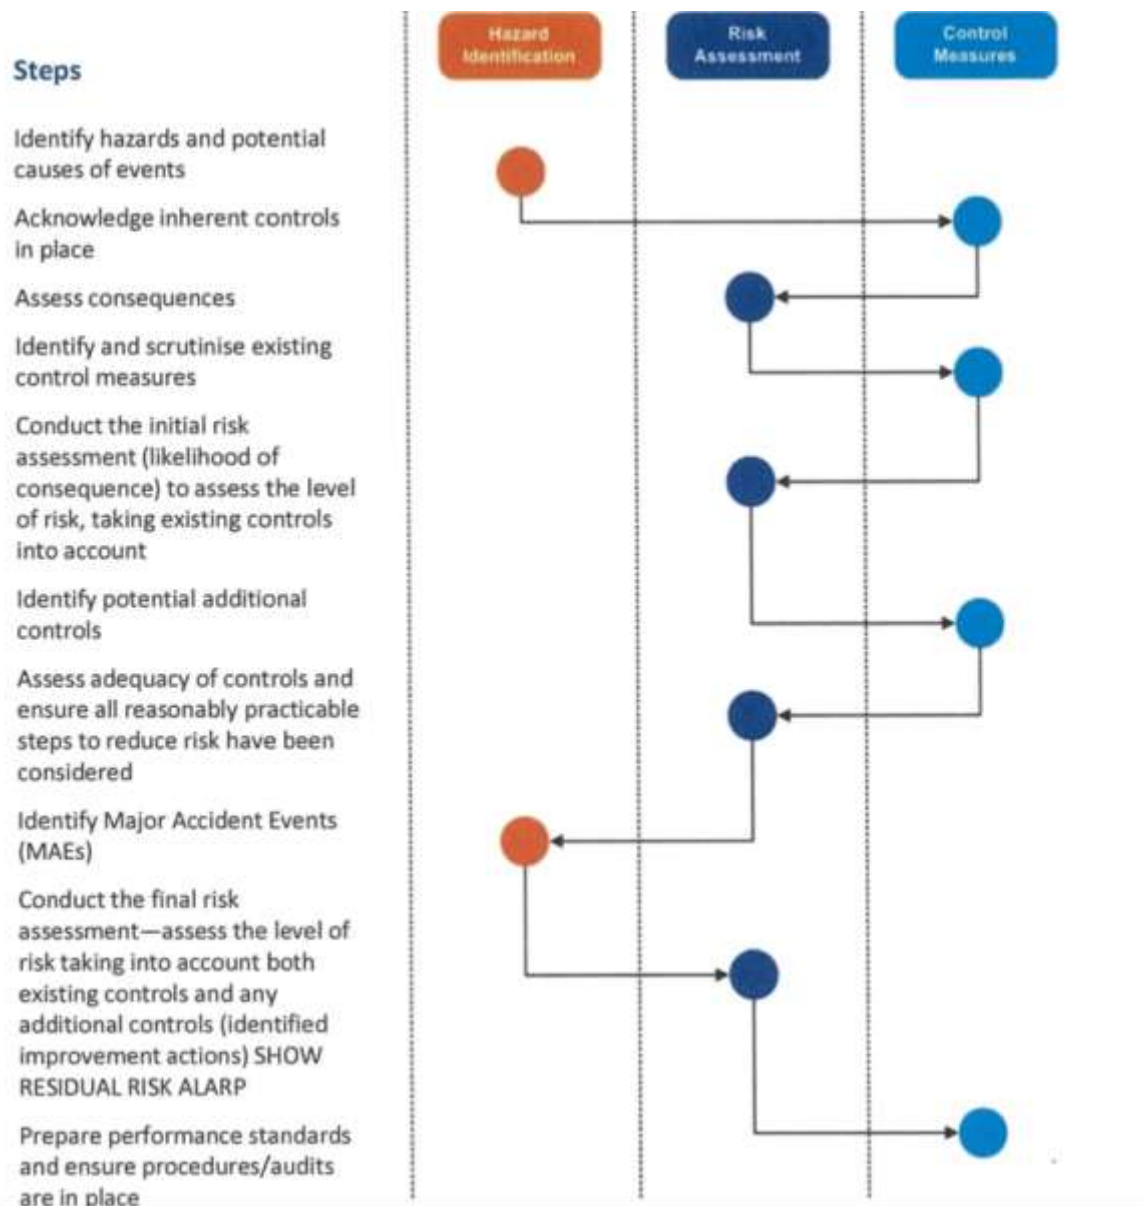 Hazard
Identification
Risk
Assessment
Control
Measures
Steps
Identify hazards and potential
causes of events
Acknowledge inherent controls
in place
Assess consequences
Identify and scrutinise existing
control measures
Conduct the initial risk
assessment (likelihood of
consequence) to assess the level
of risk, taking existing controls
into account
Identify potential additional
controls
Assess adequacy of controls and
ensure all reasonably practicable
steps to reduce risk have been
considered
Identify Major Accident Events
(MAEs)
Conduct the final risk
assessment—assess the level of
risk taking into account both
existing controls and any
additional controls (identified
improvement actions) SHOW
RESIDUAL RISK ALARP
Prepare performance standards
and ensure procedures/audits
are in place